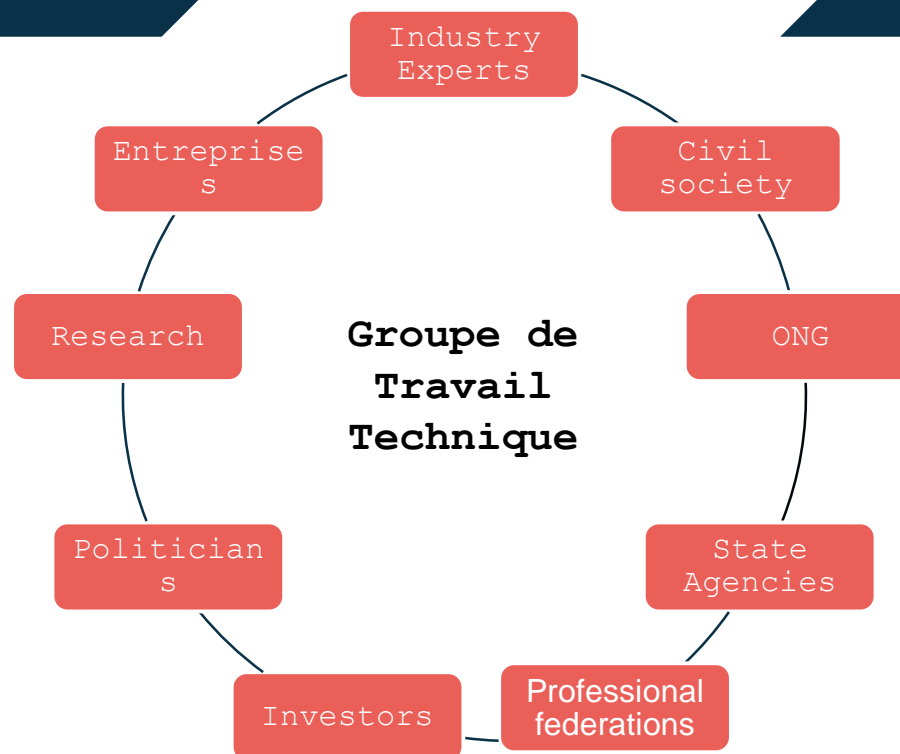 Industry
Experts
Entreprise
s
Civil
society
Research
Groupe de
Travail
Technique
ONG
Politician
s
State
Agencies
Investors
Professional
federations